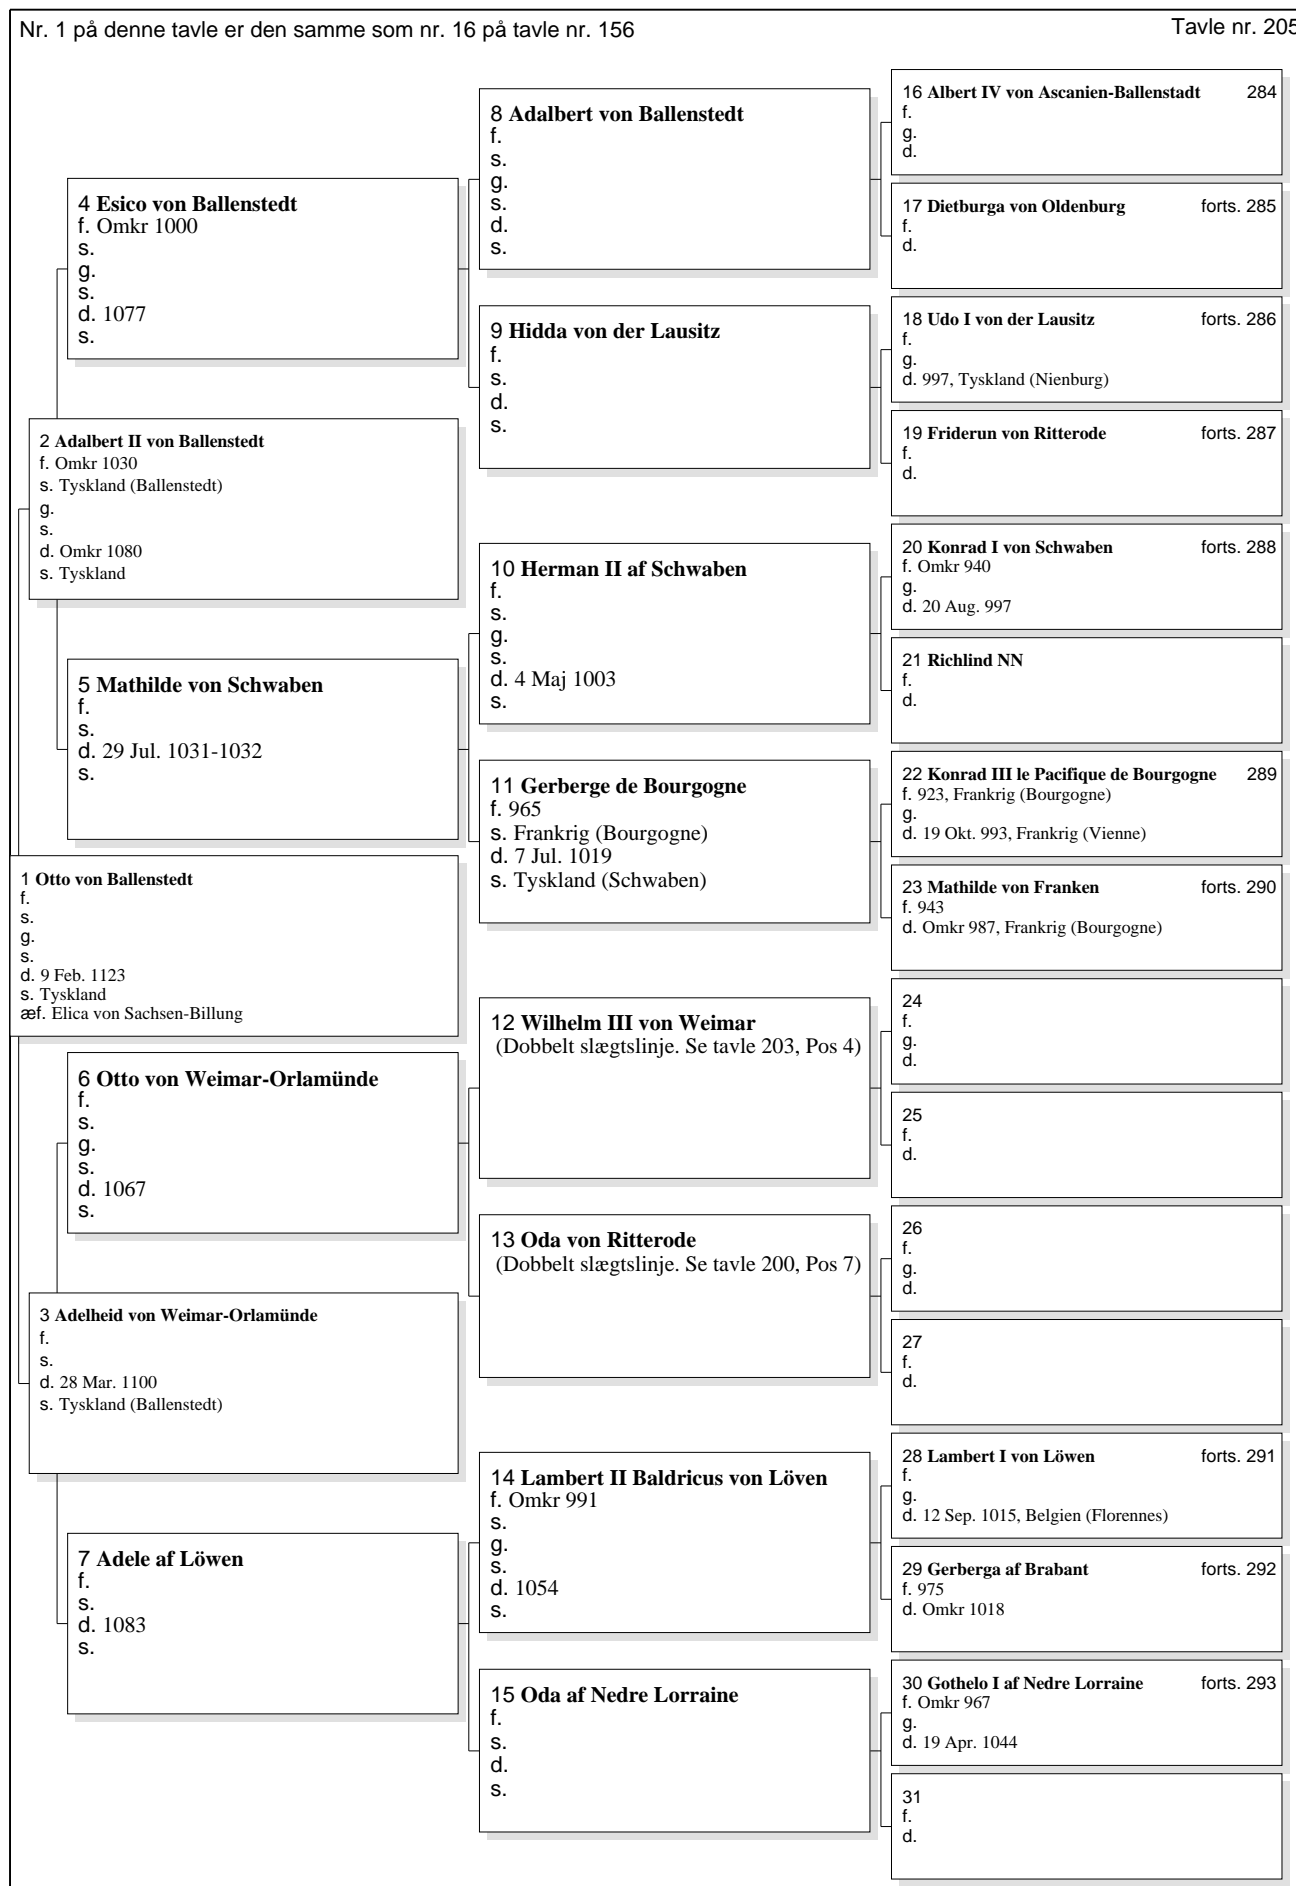 Nr. 1 på denne tavle er den samme som nr. 16 på tavle nr. 156
Tavle nr. 205
1 Otto von Ballenstedt
f.
s.
g.
s.
d. 9 Feb. 1123
s. Tyskland
æf. Elica von Sachsen-Billung
2 Adalbert II von Ballenstedt
f. Omkr 1030
s. Tyskland (Ballenstedt)
g.
s.
d. Omkr 1080
s. Tyskland
3 Adelheid von Weimar-Orlamünde
f.
s.
d. 28 Mar. 1100
s. Tyskland (Ballenstedt)
4 Esico von Ballenstedt
f. Omkr 1000
s.
g.
s.
d. 1077
s.
5 Mathilde von Schwaben
f.
s.
d. 29 Jul. 1031-1032
s.
6 Otto von Weimar-Orlamünde
f.
s.
g.
s.
d. 1067
s.
7 Adele af Löwen
f.
s.
d. 1083
s.
8 Adalbert von Ballenstedt
f.
s.
g.
s.
d.
s.
9 Hidda von der Lausitz
f.
s.
d.
s.
10 Herman II af Schwaben
f.
s.
g.
s.
d. 4 Maj 1003
s.
11 Gerberge de Bourgogne
f. 965
s. Frankrig (Bourgogne)
d. 7 Jul. 1019
s. Tyskland (Schwaben)
12 Wilhelm III von Weimar
(Dobbelt slægtslinje. Se tavle 203, Pos 4)
13 Oda von Ritterode
(Dobbelt slægtslinje. Se tavle 200, Pos 7)
14 Lambert II Baldricus von Löven
f. Omkr 991
s.
g.
s.
d. 1054
s.
15 Oda af Nedre Lorraine
f.
s.
d.
s.
16 Albert IV von Ascanien-Ballenstadt 284
f.
g.
d.
17 Dietburga von Oldenburg forts. 285
f.
d.
18 Udo I von der Lausitz forts. 286
f.
g.
d. 997, Tyskland (Nienburg)
19 Friderun von Ritterode forts. 287
f.
d.
20 Konrad I von Schwaben forts. 288
f. Omkr 940
g.
d. 20 Aug. 997
21 Richlind NN
f.
d.
22 Konrad III le Pacifique de Bourgogne 289
f. 923, Frankrig (Bourgogne)
g.
d. 19 Okt. 993, Frankrig (Vienne)
23 Mathilde von Franken forts. 290
f. 943
d. Omkr 987, Frankrig (Bourgogne)
24
f.
g.
d.
25
f.
d.
26
f.
g.
d.
27
f.
d.
28 Lambert I von Löwen forts. 291
f.
g.
d. 12 Sep. 1015, Belgien (Florennes)
29 Gerberga af Brabant forts. 292
f. 975
d. Omkr 1018
30 Gothelo I af Nedre Lorraine forts. 293
f. Omkr 967
g.
d. 19 Apr. 1044
31
f.
d.